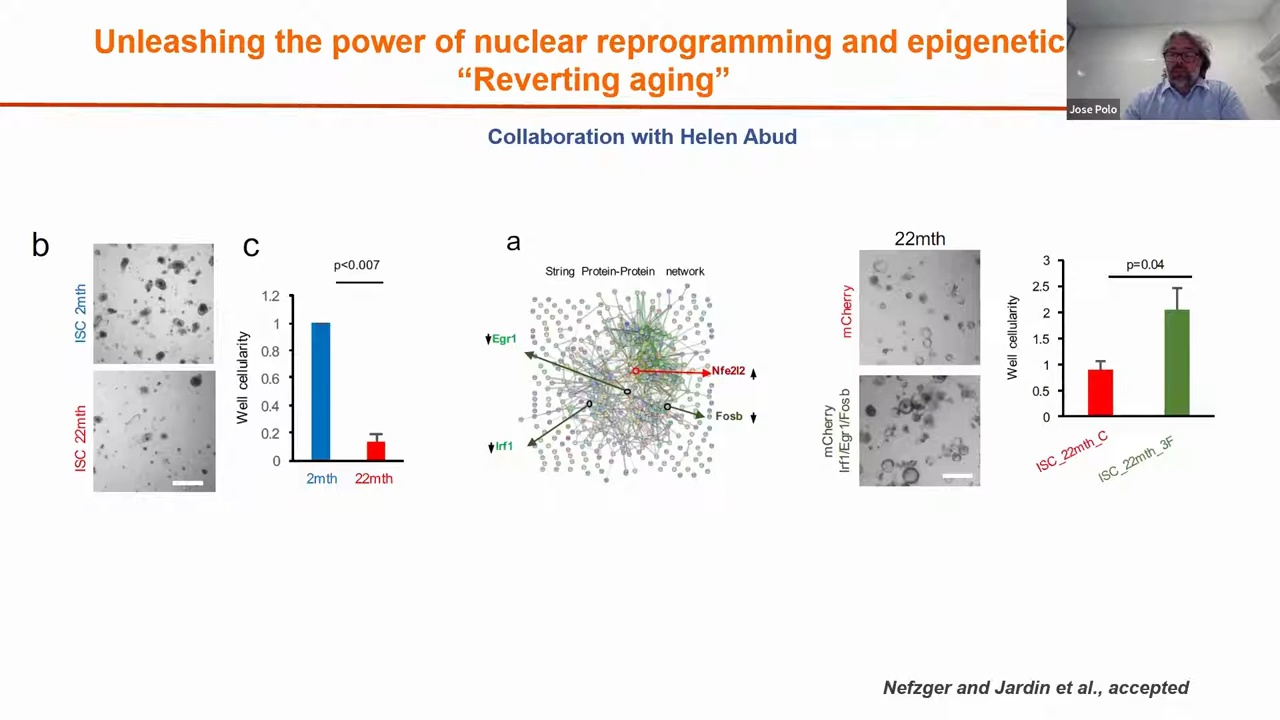 Unleashing the power of nuclear reprogramming and epigenetic
“Reverting aging”
Jose Polo
Collaboration with Helen Abud
b
ISC 2mth
ISC 22mth
c
p<0.007
Well cellularity
1.2
1
0.8
0.6
0.4
0.2
0
2mth
22mth
a
String Protein-Protein network
Egr1
Nfe2l2
Fosb
Irf1
22mth
mCherry
mCherry
Irf1/Egr1/Fosb
p=0.04
Well cellularity
3
2.5
2
1.5
1
0.5
0
ISC_22mth_C
ISC_22mth_3F
Nefzger and Jardin et al., accepted